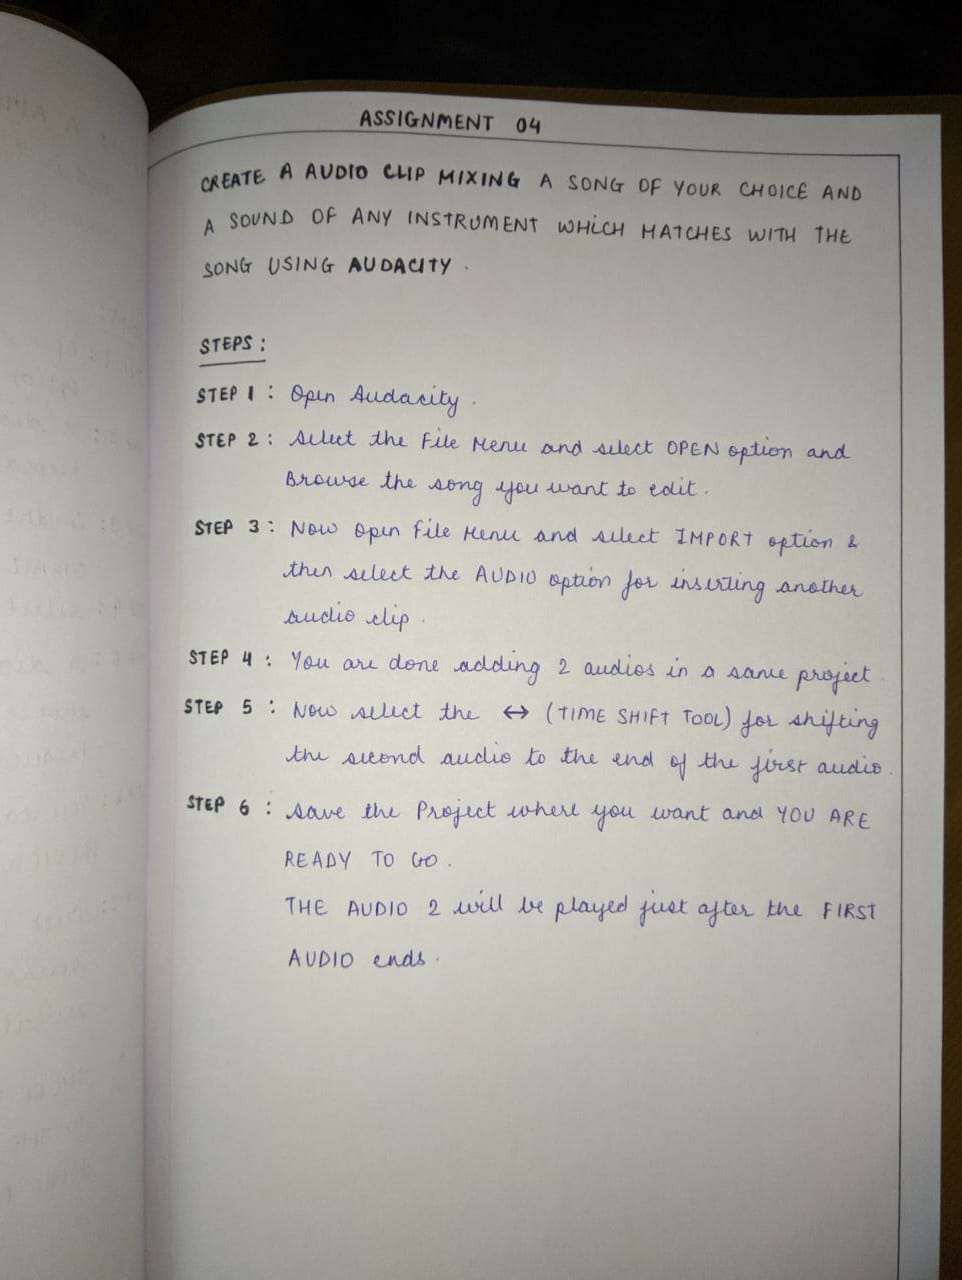 ASSIGNMENT 04
CREATE A AUDIO CLIP MIXING A SONG OF YOUR CHOICE AND
A SOUND OF ANY INSTRUMENT WHICH MATCHES WITH THE
SONG USING AUDACITY.
STEPS:
STEP 1: Open Audacity.
STEP 2: Select the File Menu and select OPEN option and
Browse the song you want to edit.
STEP 3: Now open File Menu and select IMPORT option &
then select the AUDIO option for inserting another
audio clip.
STEP 4: You are done adding 2 audios in a same project.
STEP 5: Now select the ↔ (TIME SHIFT TOOL) for shifting
the second audio to the end of the first audio.
STEP 6: Save the Project where you want and YOU ARE
READY TO GO.
THE AUDIO 2 will be played just after the FIRST
AUDIO ends.